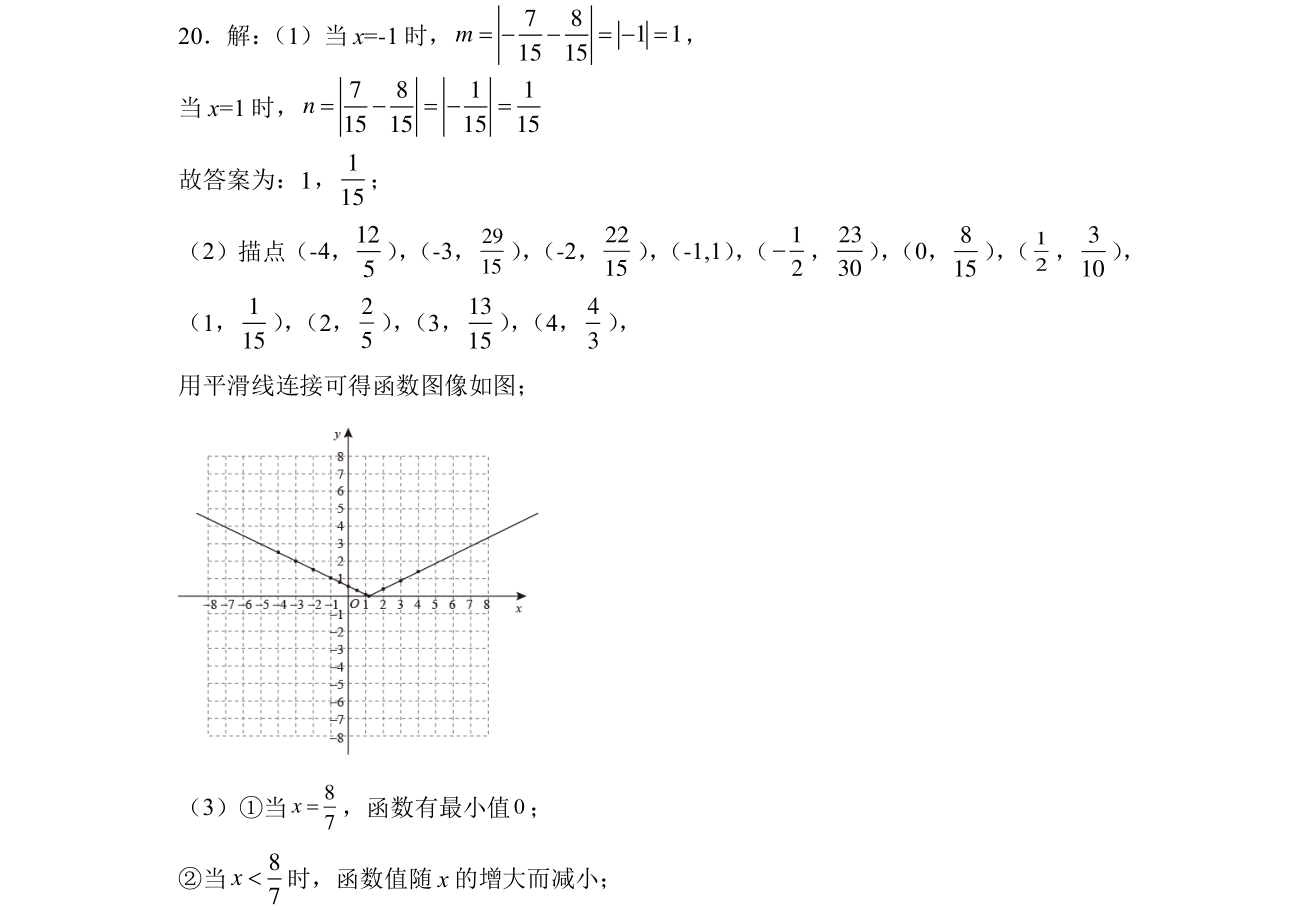 20．解：（1）当 x=-1 时，m = |−7/15 − 8/15| = |−1| = 1，
当 x=1 时，n = |7/15 − 8/15| = |−1/15| = 1/15
故答案为：1，1/15；
（2）描点（-4，12/5），（-3，29/15），（-2，22/15），（-1,1），（−1/2，23/30），（0，8/15），（1/2，3/10），
（1，1/15），（2，2/5），（3，13/15），（4，4/3），
用平滑线连接可得函数图像如图；
y
8
7
6
5
4
3
2
1
−8 −7 −6 −5 −4 −3 −2 −1 O 1 2 3 4 5 6 7 8 x
−1
−2
−3
−4
−5
−6
−7
−8
（3）①当 x = 8/7，函数有最小值 0；
②当 x < 8/7 时，函数值随 x 的增大而减小；